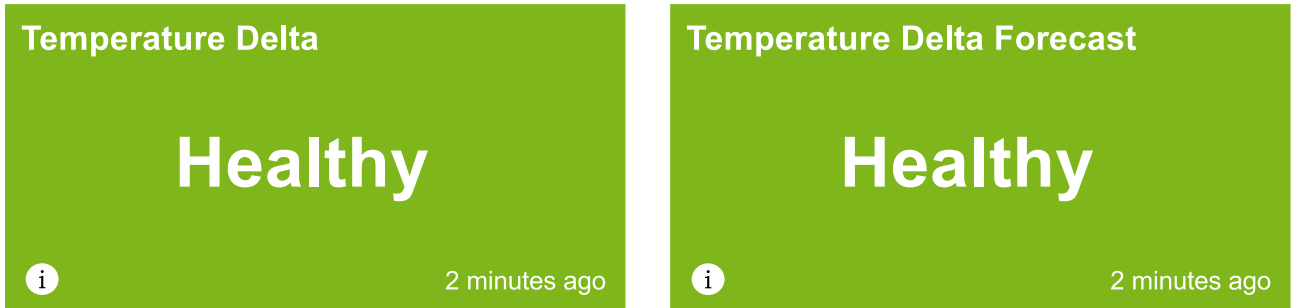 Temperature Delta
Healthy
i
2 minutes ago
Temperature Delta Forecast
Healthy
i
2 minutes ago